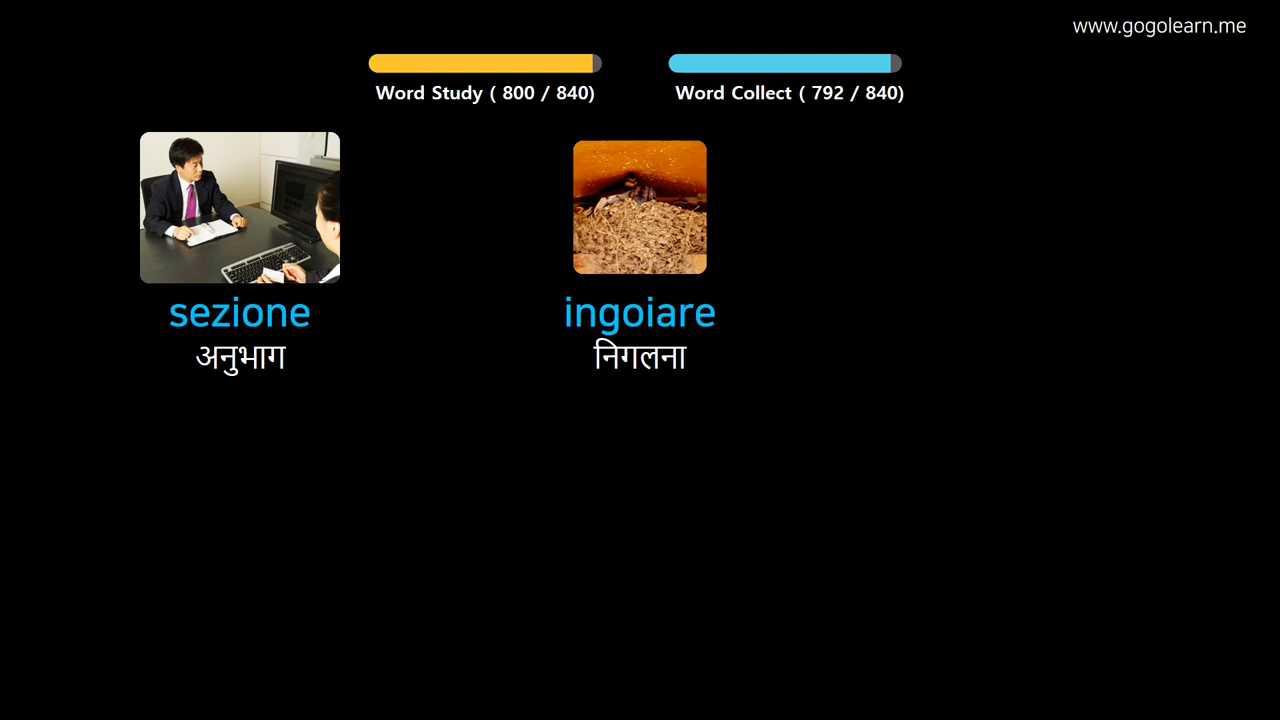 www.gogolearn.me
Word Study ( 800 / 840)
Word Collect ( 792 / 840)
sezione
अनुभाग
ingoiare
निगलना